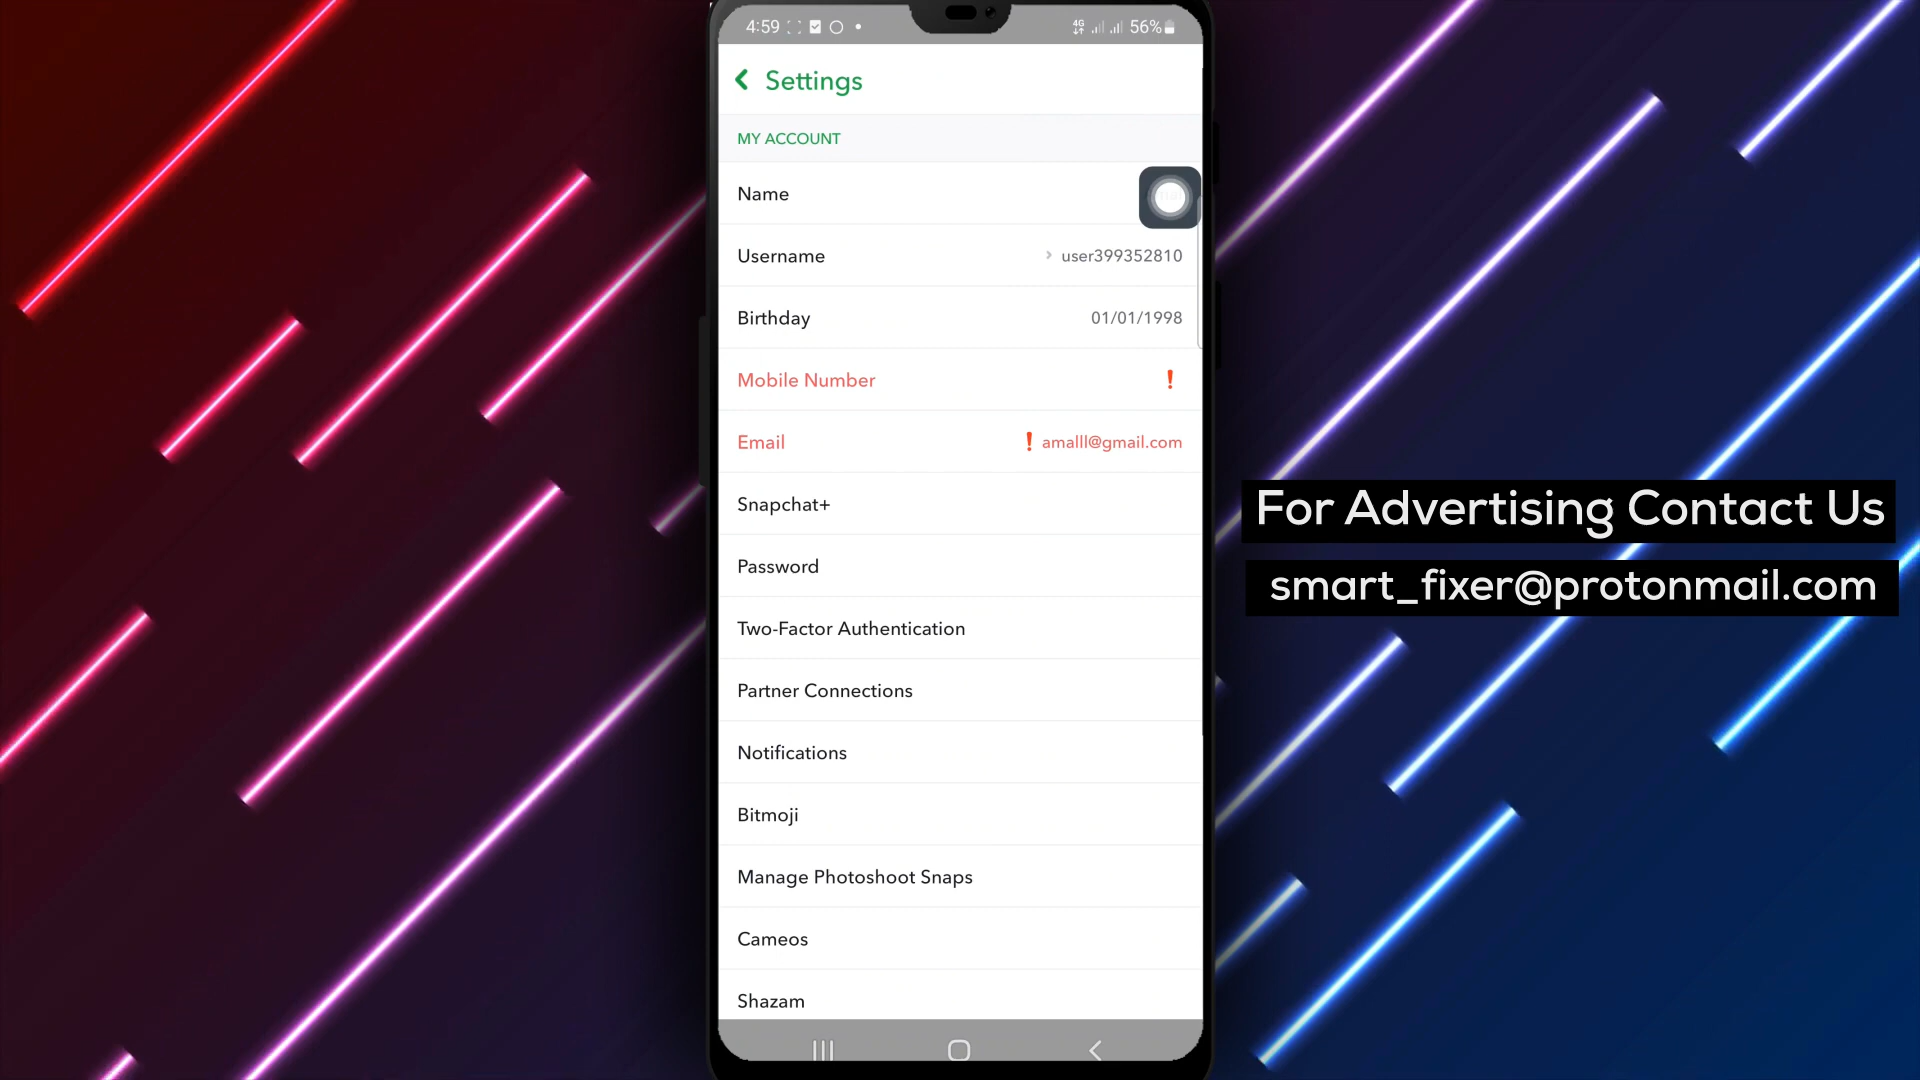 4:59
4G 56%
Settings
MY ACCOUNT
Name
Username user399352810
Birthday 01/01/1998
Mobile Number !
Email ! amalll@gmail.com
Snapchat+
Password
Two-Factor Authentication
Partner Connections
Notifications
Bitmoji
Manage Photoshoot Snaps
Cameos
Shazam
For Advertising Contact Us
smart_fixer@protonmail.com